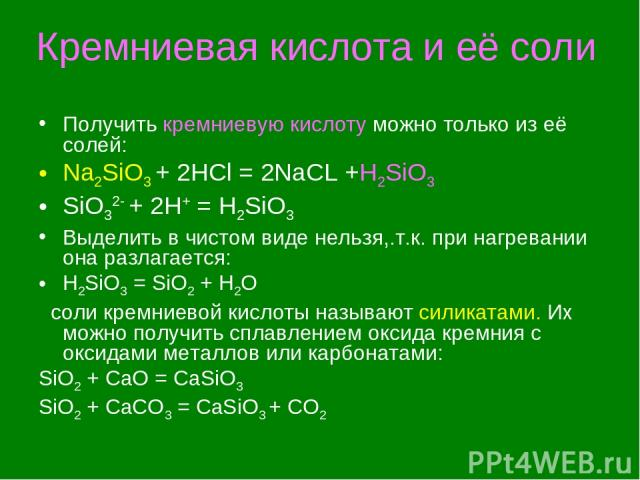 Кремниевая кислота и её соли
• Получить кремниевую кислоту можно только из её
солей:
• Na₂SiO₃ + 2HCl = 2NaCL +H₂SiO₃
• SiO₃²⁻ + 2H⁺ = H₂SiO₃
• Выделить в чистом виде нельзя,.т.к. при нагревании
она разлагается:
• H₂SiO₃ = SiO₂ + H₂O
соли кремниевой кислоты называют силикатами. Их
можно получить сплавлением оксида кремния с
оксидами металлов или карбонатами:
SiO₂ + CaO = CaSiO₃
SiO₂ + CaCO₃ = CaSiO₃ + CO₂
PPt4WEB.ru